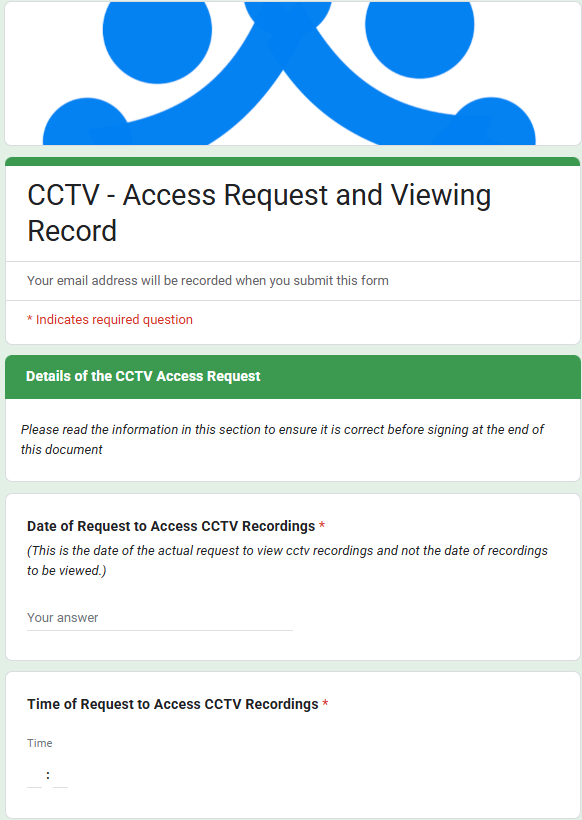 CCTV - Access Request and Viewing
Record
Your email address will be recorded when you submit this form
* Indicates required question
Details of the CCTV Access Request
Please read the information in this section to ensure it is correct before signing at the end of
this document
Date of Request to Access CCTV Recordings *
(This is the date of the actual request to view cctv recordings and not the date of recordings
to be viewed.)
Your answer
Time of Request to Access CCTV Recordings *
Time
: